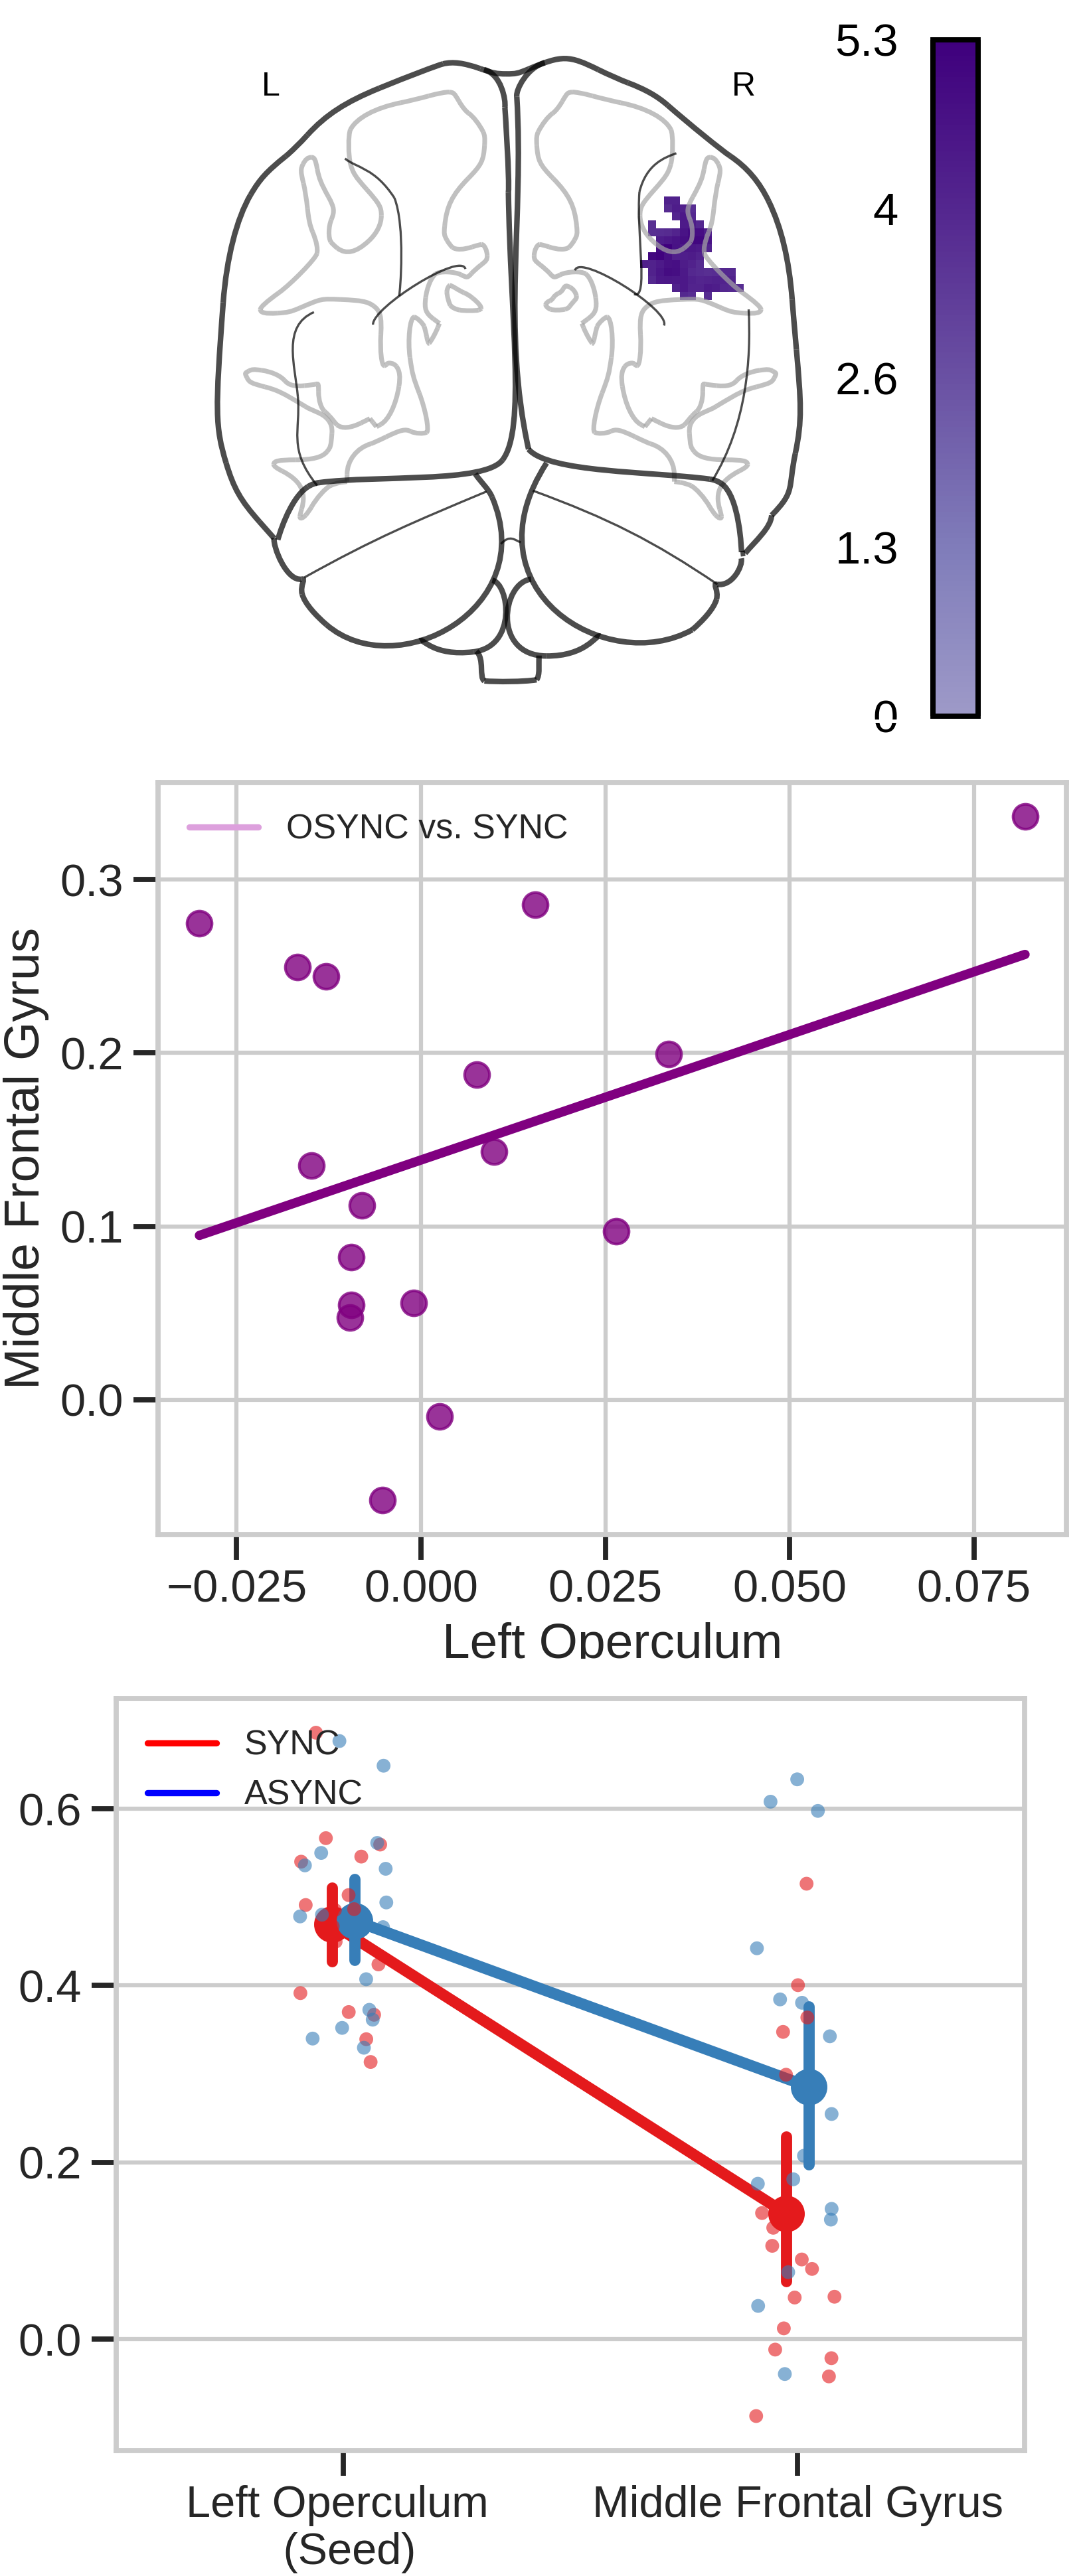 L
R
5.3
4
2.6
1.3
0
OSYNC vs. SYNC
0.3
0.2
0.1
0.0
Middle Frontal Gyrus
−0.025 0.000 0.025 0.050 0.075
Left Operculum
SYNC
ASYNC
0.6
0.4
0.2
0.0
Left Operculum
(Seed)
Middle Frontal Gyrus